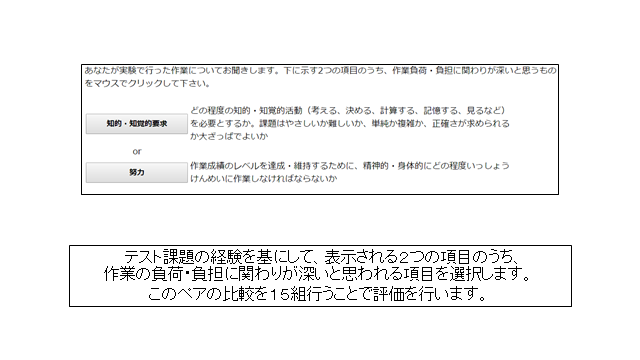 あなたが実験で行った作業についてお聞きします。下に示す2つの項目のうち、作業負荷・負担に関わりが深いと思うもの
をマウスでクリックして下さい。
知的・知覚的要求
どの程度の知的・知覚的活動（考える、決める、計算する、記憶する、見るなど）
を必要とするか。課題はやさしいか難しいか、単純か複雑か、正確さが求められる
か大ざっぱでよいか
or
努力
作業成績のレベルを達成・維持するために、精神的・身体的にどの程度いっしょう
けんめいに作業しなければならないか
テスト課題の経験を基にして、表示される２つの項目のうち、
作業の負荷・負担に関わりが深いと思われる項目を選択します。
このペアの比較を１５組行うことで評価を行います。